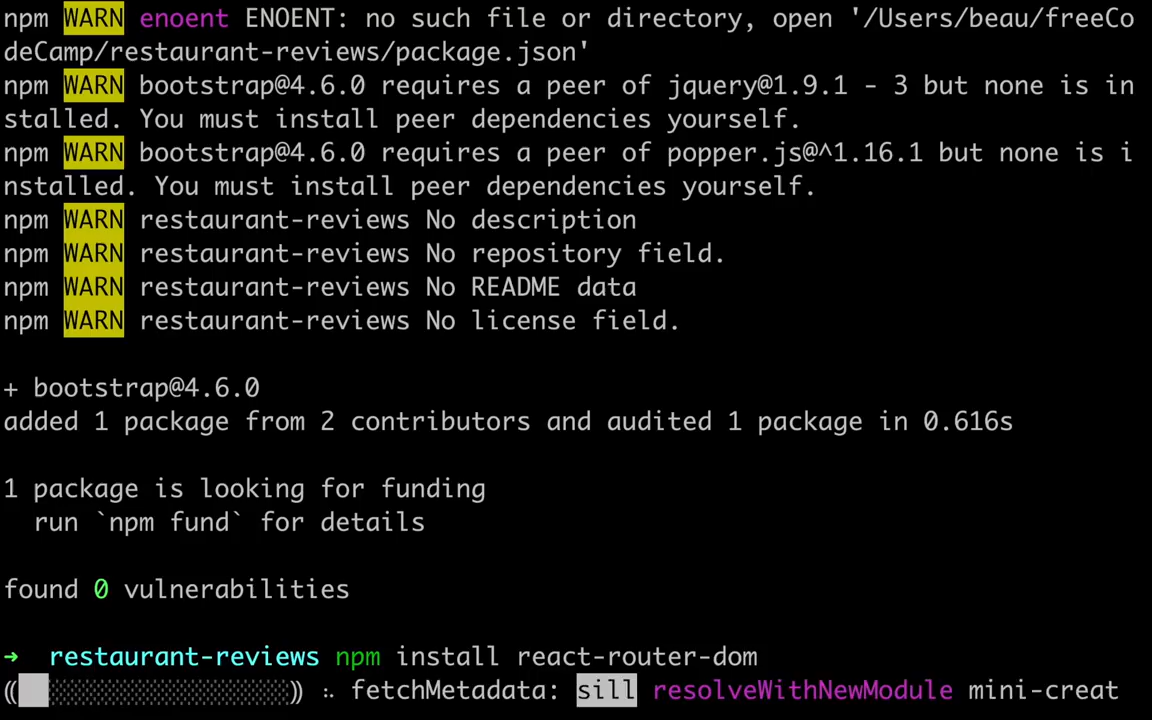 npm WARN enoent ENOENT: no such file or directory, open '/Users/beau/freeCo
deCamp/restaurant-reviews/package.json'
npm WARN bootstrap@4.6.0 requires a peer of jquery@1.9.1 - 3 but none is in
stalled. You must install peer dependencies yourself.
npm WARN bootstrap@4.6.0 requires a peer of popper.js@^1.16.1 but none is i
nstalled. You must install peer dependencies yourself.
npm WARN restaurant-reviews No description
npm WARN restaurant-reviews No repository field.
npm WARN restaurant-reviews No README data
npm WARN restaurant-reviews No license field.
+ bootstrap@4.6.0
added 1 package from 2 contributors and audited 1 package in 0.616s
1 package is looking for funding
  run `npm fund` for details
found 0 vulnerabilities
➜  restaurant-reviews npm install react-router-dom
((██░░░░░░░░░░░░░░░░)) ⠦ fetchMetadata: sill resolveWithNewModule mini-creat